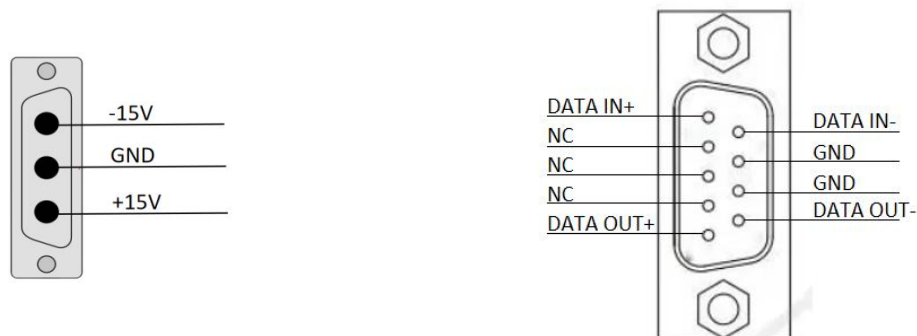 -15V
GND
+15V
DATA IN+
NC
NC
NC
DATA OUT+
DATA IN-
GND
GND
DATA OUT-